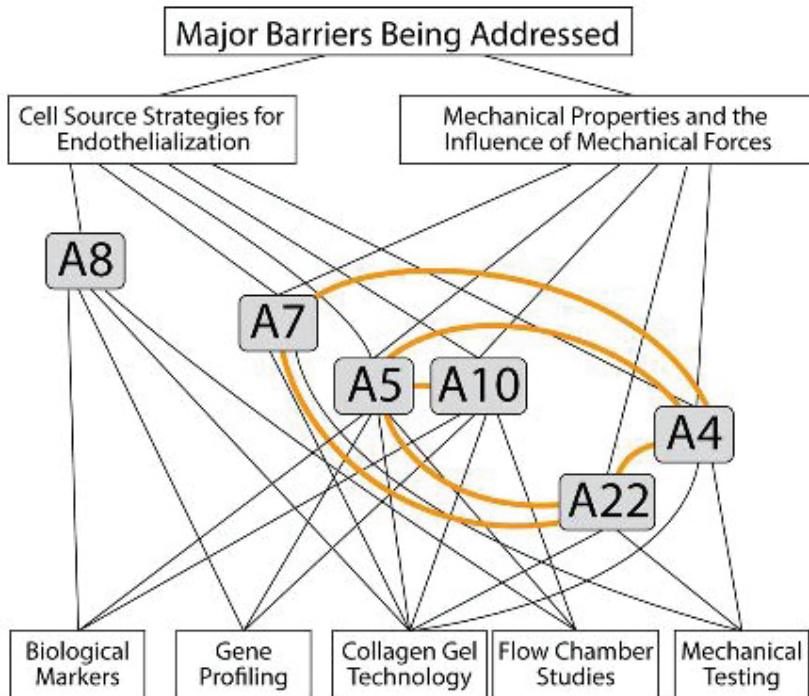 Major Barriers Being Addressed
Cell Source Strategies for
Endothelialization
Mechanical Properties and the
Influence of Mechanical Forces
A8
A7
A5
A10
A4
A22
Biological
Markers
Gene
Profiling
Collagen Gel
Technology
Flow Chamber
Studies
Mechanical
Testing